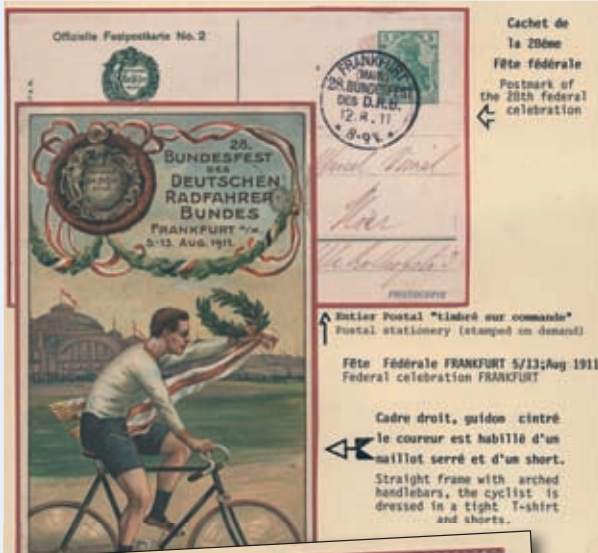 Offizielle Festpostkarte No. 2
FRANKFURT
(MAIN)
28. BUNDESFEST
DES D.R.B.
12.8.11
8-9V.
Cachet de
la 28ème
Fête fédérale
Postmark of
the 28th federal
celebration
28.
BUNDESFEST
DES
DEUTSCHEN
RADFAHRER-
BUNDES
FRANKFURT a/M.
5-13. AUG. 1911.
Hier
PHOTOCOPIE
Entier Postal "timbré sur commande"
Postal stationery (stamped on demand)
Fête Fédérale FRANKFURT 5/13;Aug 1911
Federal celebration FRANKFURT
Cadre droit, guidon cintré
le coureur est habillé d'un
maillot serré et d'un short.
Straight frame with arched
handlebars, the cyclist is
dressed in a tight T-shirt
and shorts.